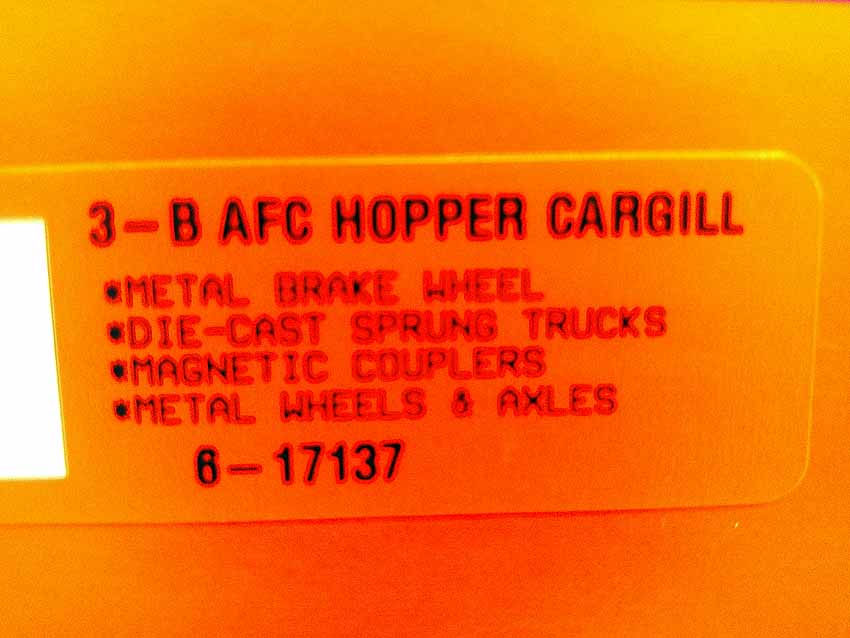 3-B AFC HOPPER CARGILL
*METAL BRAKE WHEEL
*DIE-CAST SPRUNG TRUCKS
*MAGNETIC COUPLERS
*METAL WHEELS & AXLES
6-17137